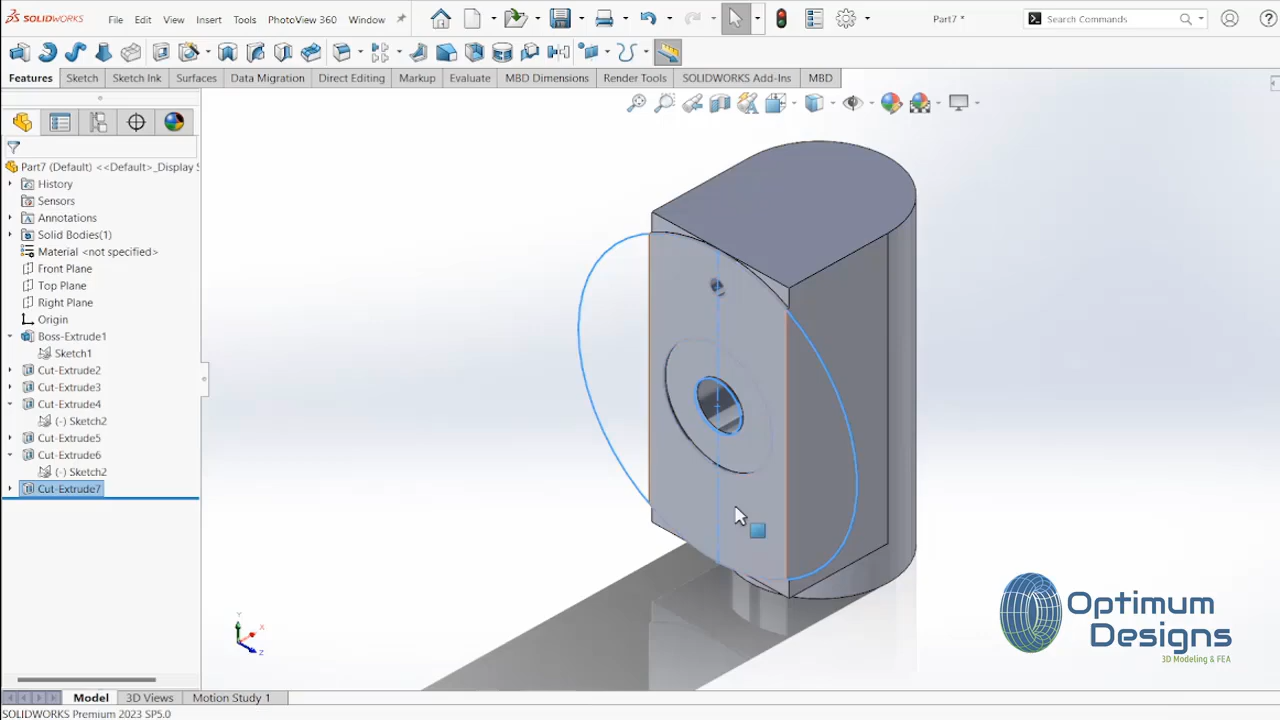 SOLIDWORKS
File Edit View Insert Tools PhotoView 360 Window
Part7 *
Search Commands
Features Sketch Sketch Ink Surfaces Data Migration Direct Editing Markup Evaluate MBD Dimensions Render Tools SOLIDWORKS Add-Ins MBD
Part7 (Default) <<Default>_Display S
History
Sensors
Annotations
Solid Bodies(1)
Material <not specified>
Front Plane
Top Plane
Right Plane
Origin
Boss-Extrude1
Sketch1
Cut-Extrude2
Cut-Extrude3
Cut-Extrude4
(-) Sketch2
Cut-Extrude5
Cut-Extrude6
(-) Sketch2
Cut-Extrude7
Y
X
Z
Optimum
Designs
3D Modeling & FEA
Model 3D Views Motion Study 1
SOLIDWORKS Premium 2023 SP5.0